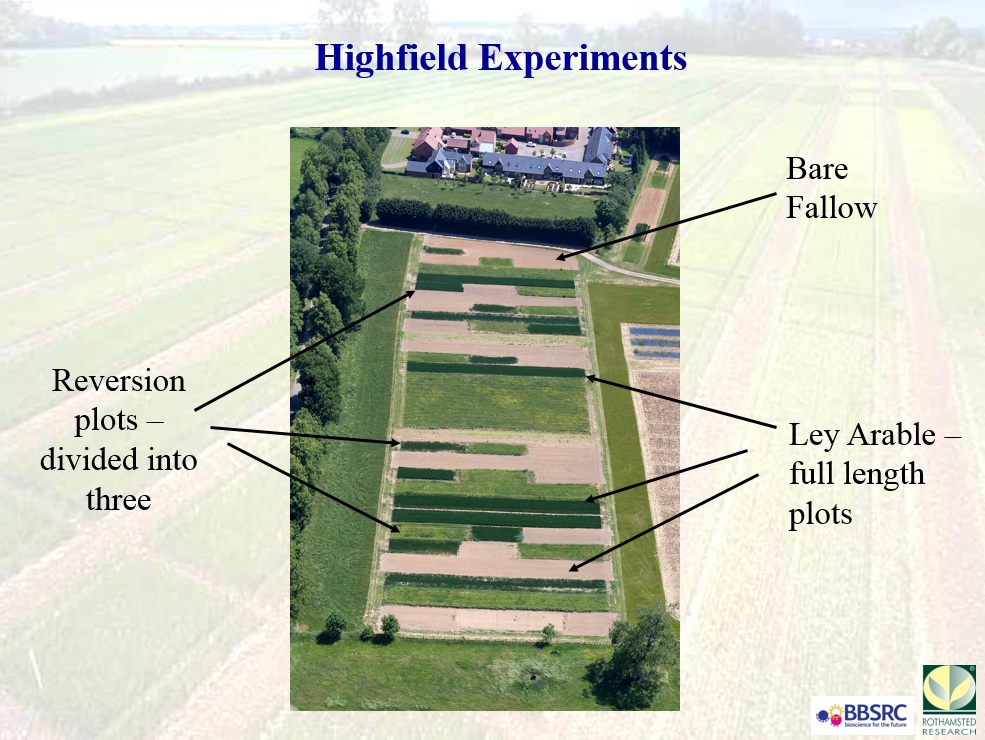 Highfield Experiments
Bare
Fallow
Reversion
plots –
divided into
three
Ley Arable –
full length
plots
BBSRC
bioscience for the future
ROTHAMSTED
RESEARCH